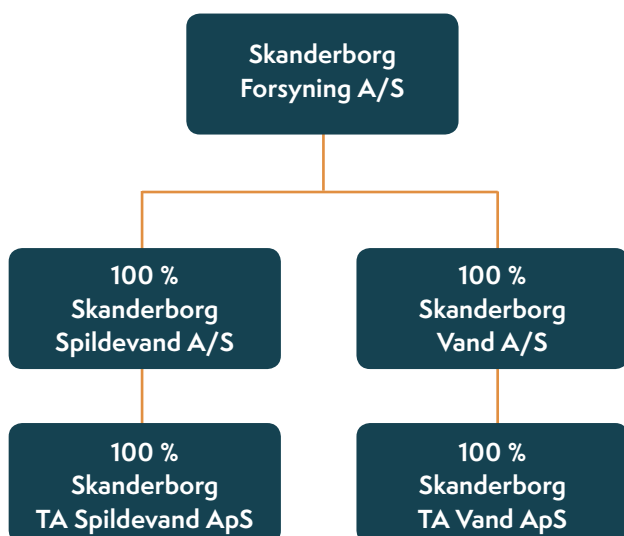 Skanderborg
Forsyning A/S
100 %
Skanderborg
Spildevand A/S
100 %
Skanderborg
Vand A/S
100 %
Skanderborg
TA Spildevand ApS
100 %
Skanderborg
TA Vand ApS